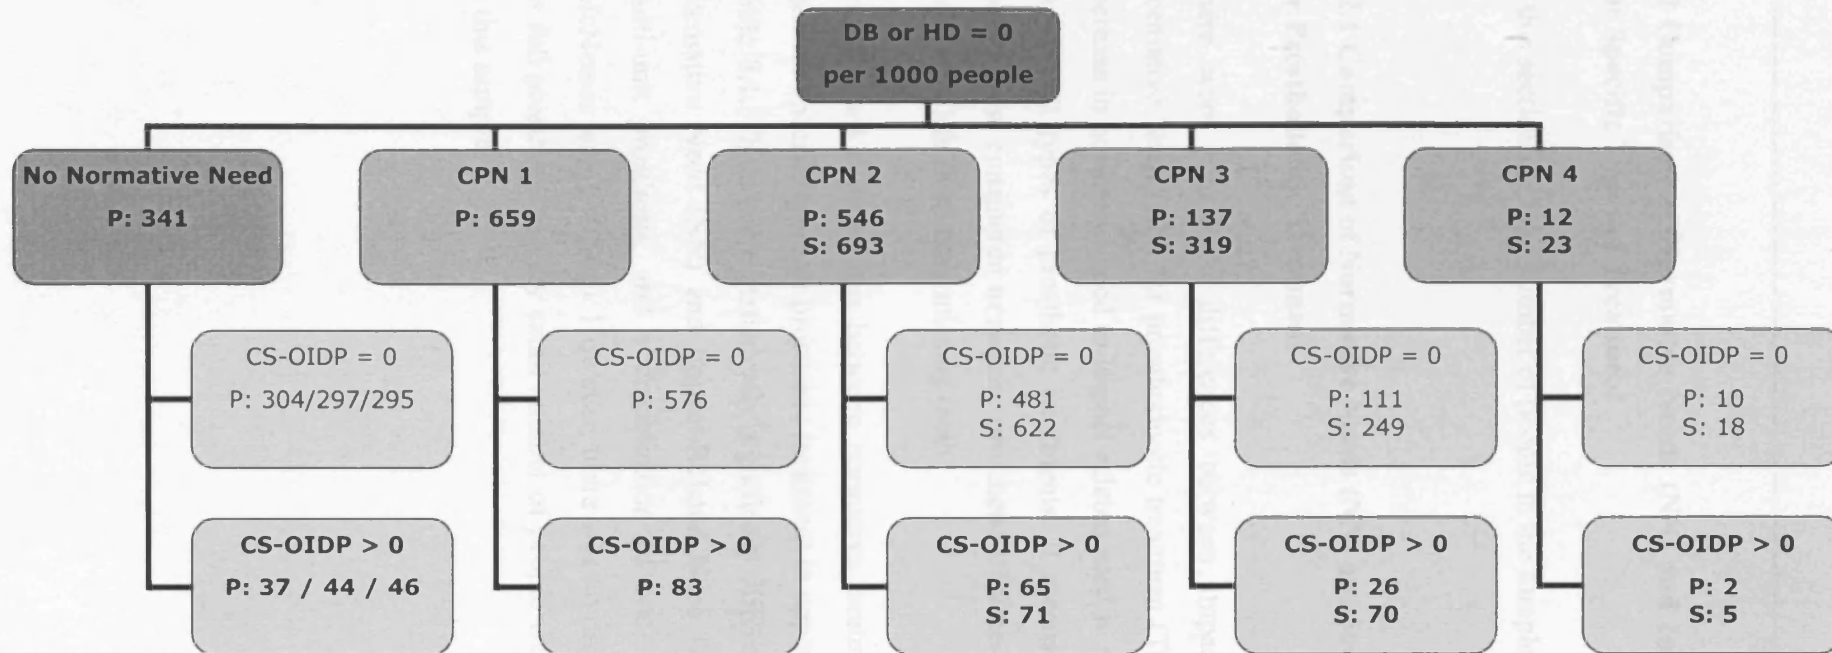 DB or HD = 0
per 1000 people
No Normative Need
P: 341
CPN 1
P: 659
CPN 2
P: 546
S: 693
CPN 3
P: 137
S: 319
CPN 4
P: 12
S: 23
CS-OIDP = 0
P: 304/297/295
CS-OIDP = 0
P: 576
CS-OIDP = 0
P: 481
S: 622
CS-OIDP = 0
P: 111
S: 249
CS-OIDP = 0
P: 10
S: 18
CS-OIDP > 0
P: 37 / 44 / 46
CS-OIDP > 0
P: 83
CS-OIDP > 0
P: 65
S: 71
CS-OIDP > 0
P: 26
S: 70
CS-OIDP > 0
P: 2
S: 5